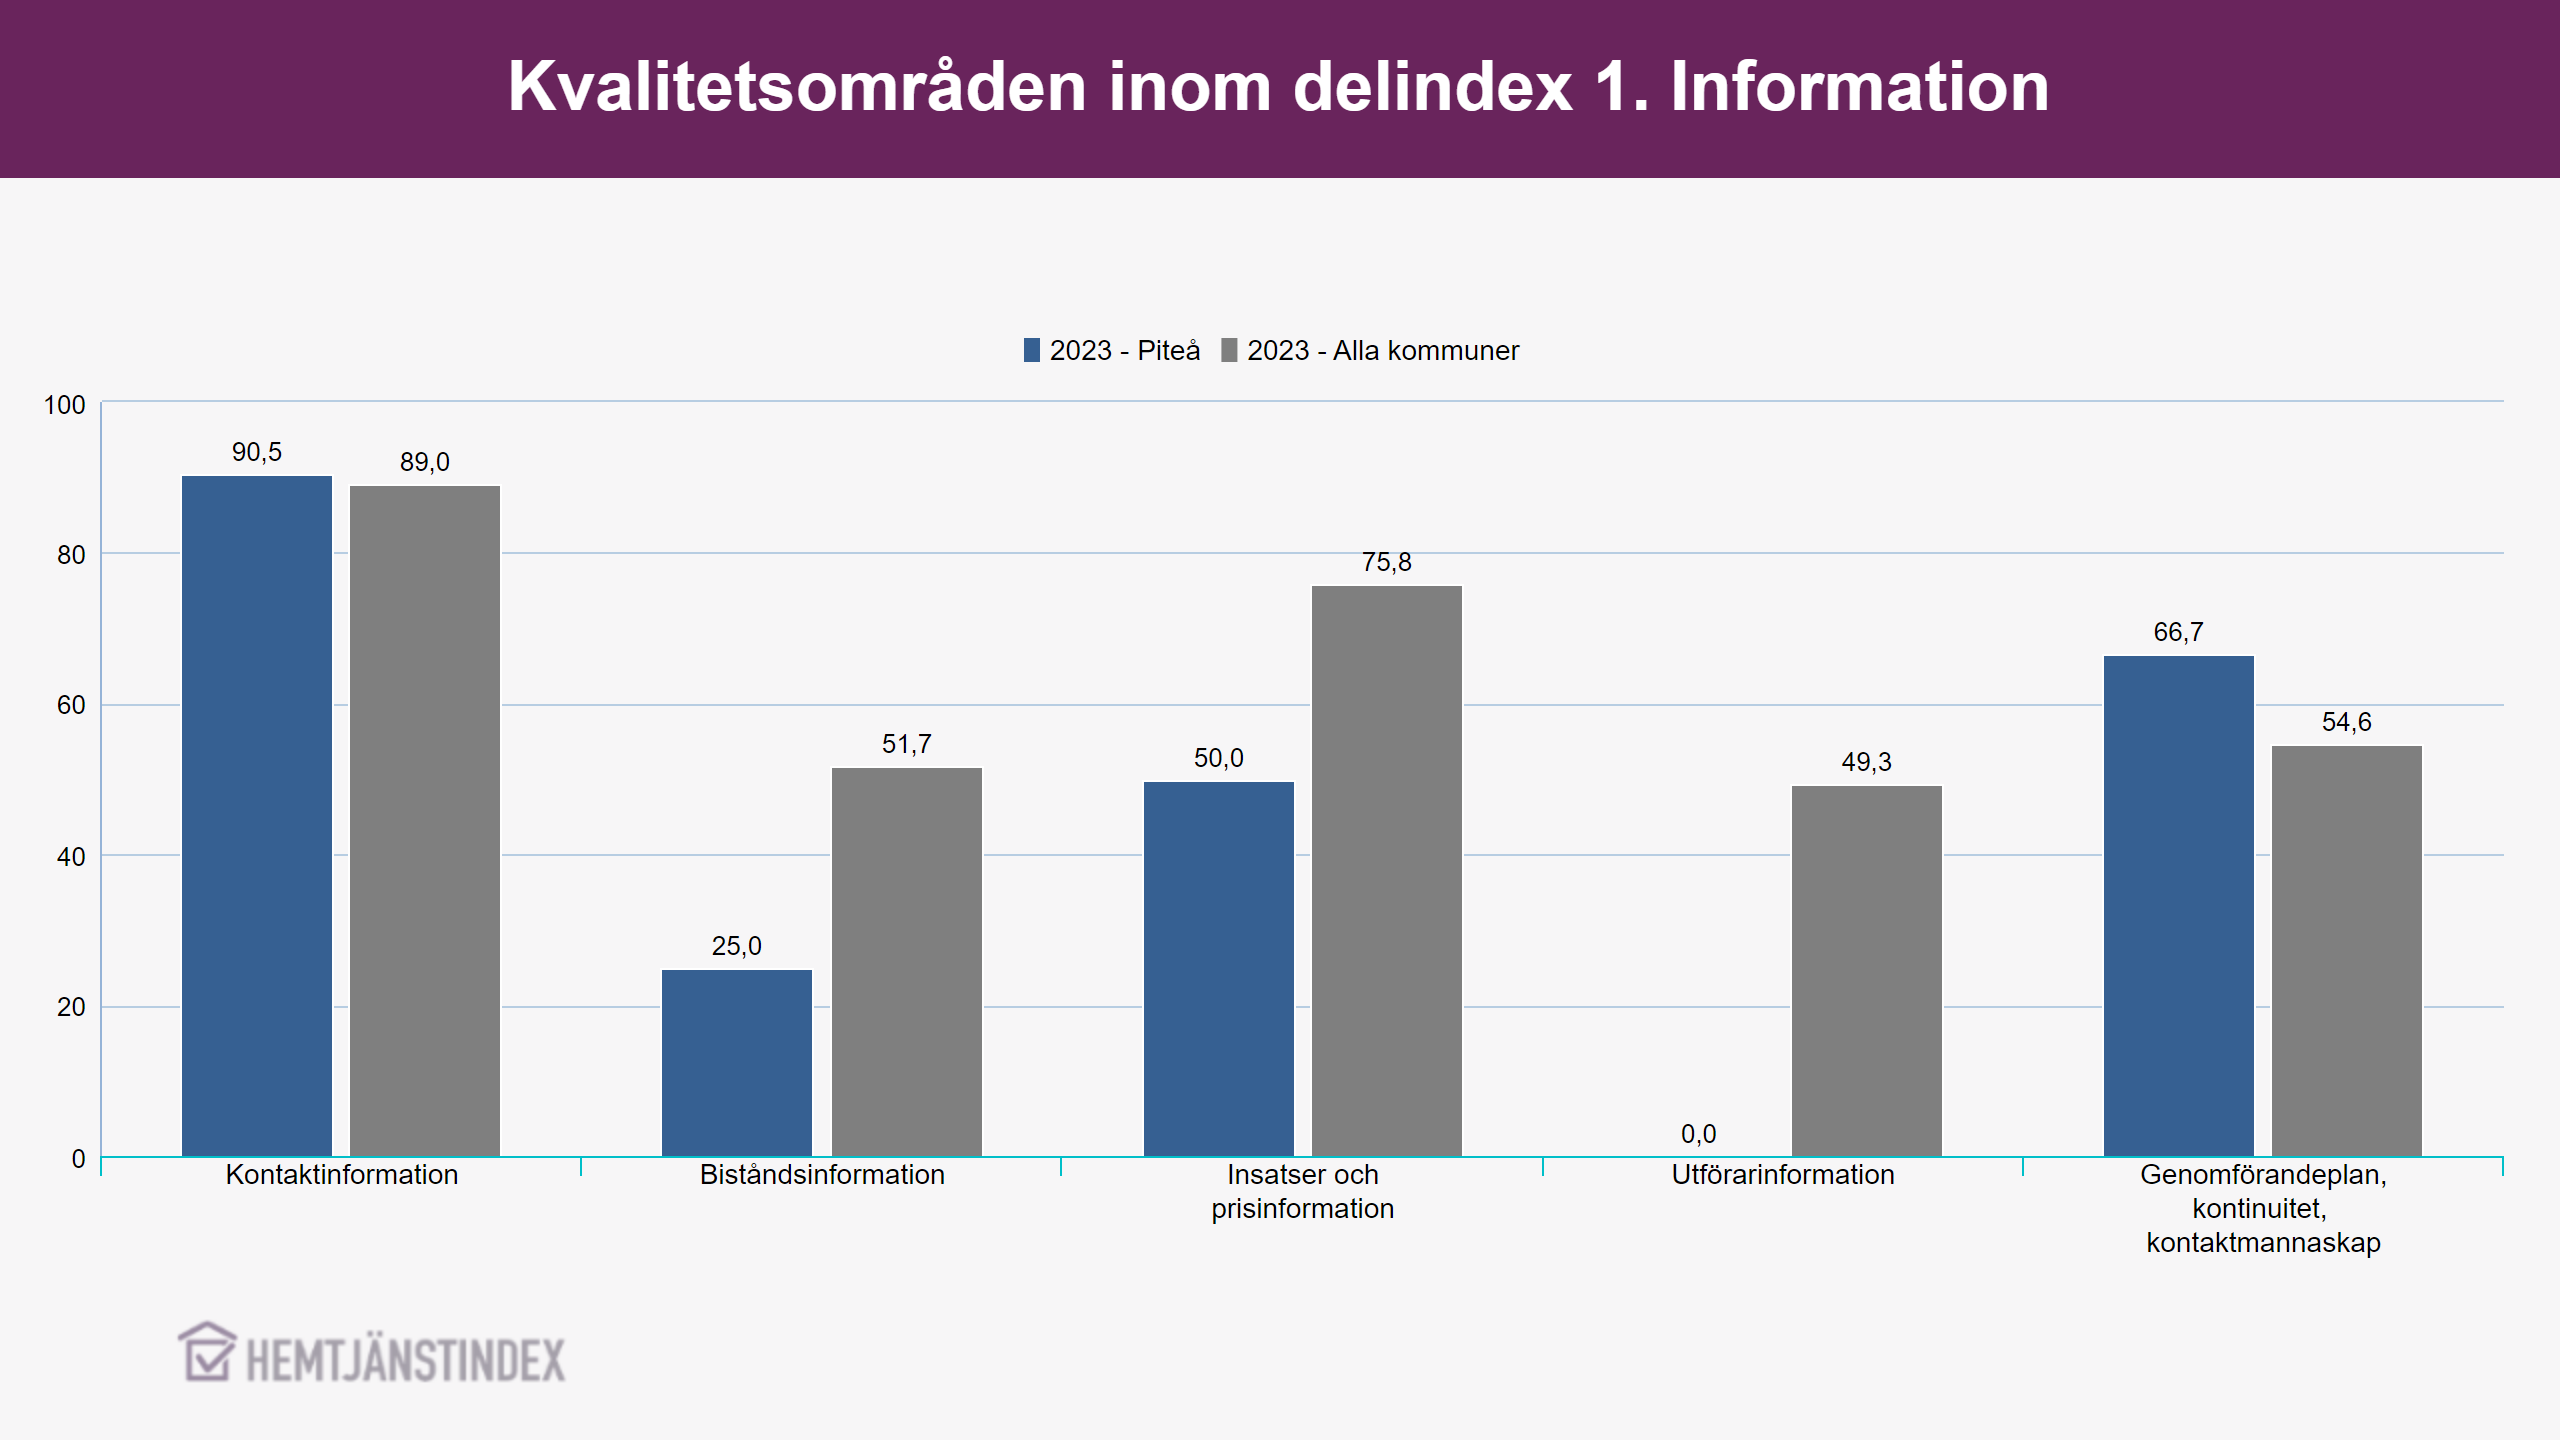 Kvalitetsområden inom delindex 1. Information
2023 - Piteå 2023 - Alla kommuner
100
80
60
40
20
0
90,5
89,0
25,0
51,7
50,0
75,8
0,0
49,3
66,7
54,6
Kontaktinformation
Biståndsinformation
Insatser och
prisinformation
Utförarinformation
Genomförandeplan,
kontinuitet,
kontaktmannaskap
HEMTJÄNSTINDEX